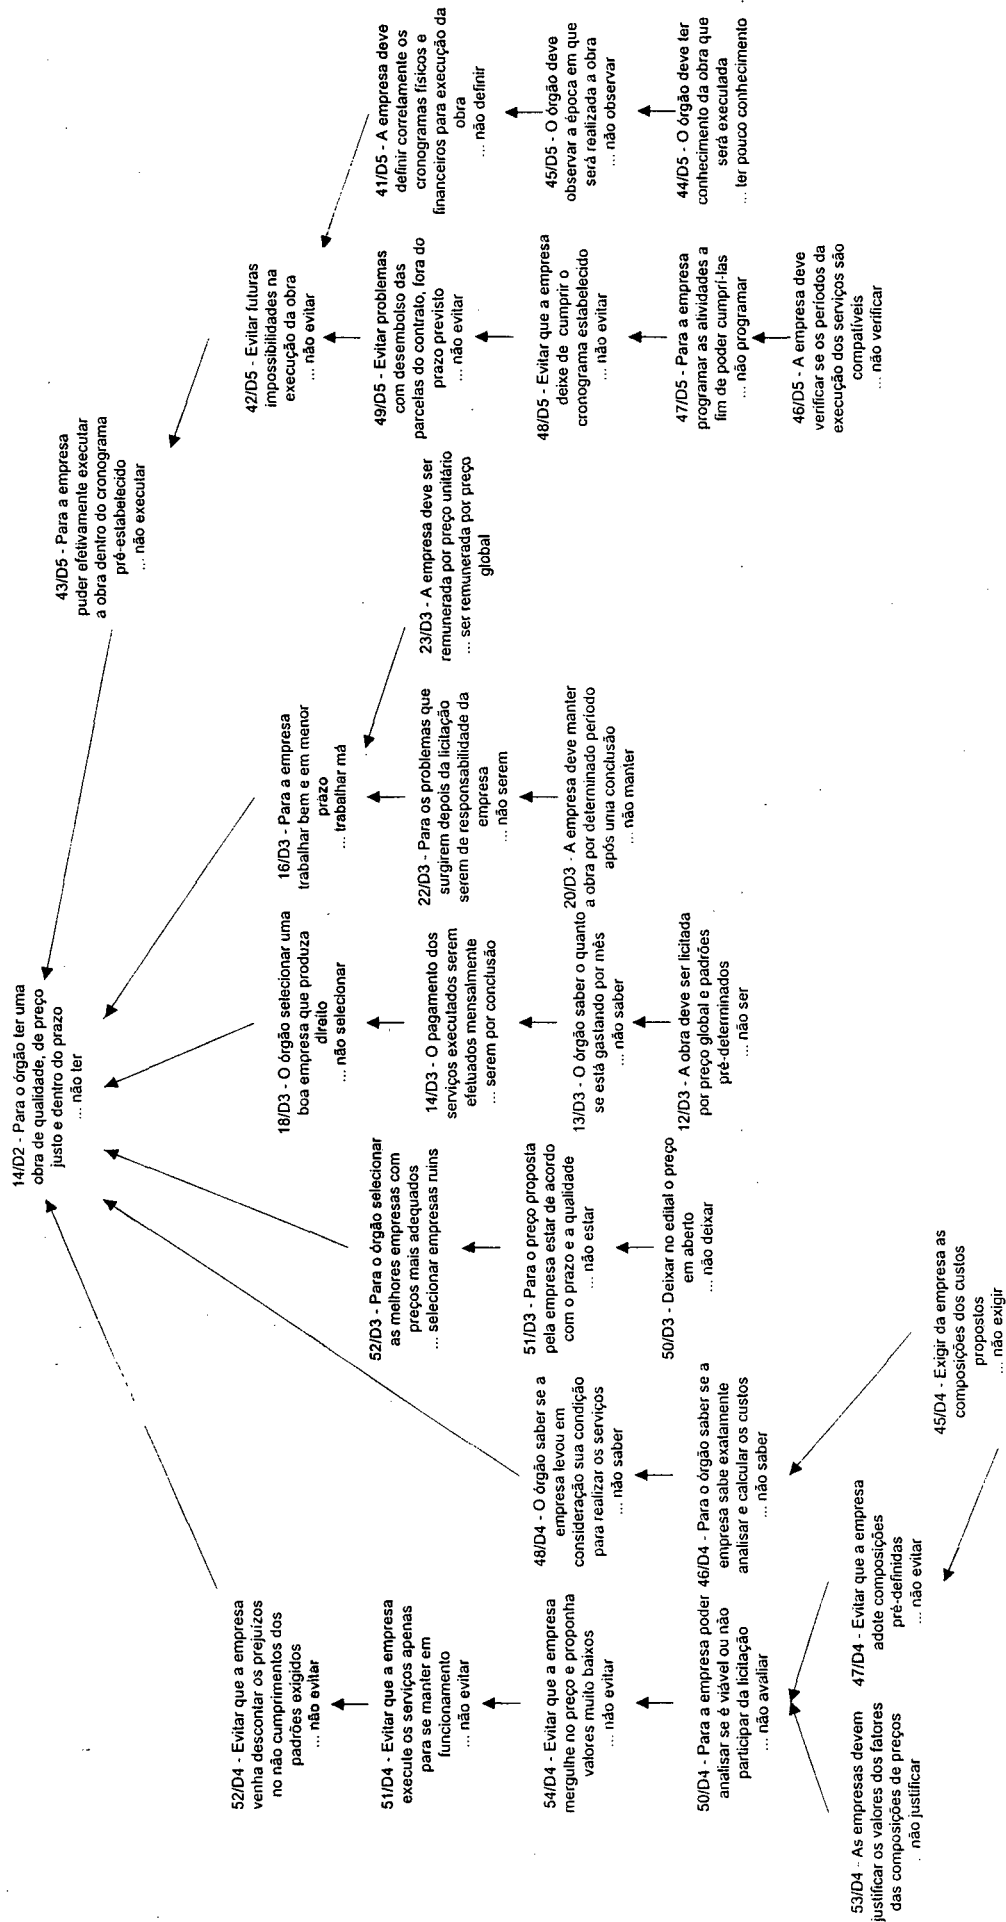 14/D2 - Para o órgão ter uma
obra de qualidade, de preço
justo e dentro do prazo
... não ter
43/D5 - Para a empresa
puder efetivamente executar
a obra dentro do cronograma
pré-estabelecido
... não executar
52/D4 - Evitar que a empresa
venha descontar os prejuízos
no não cumprimentos dos
padrões exigidos
... não evitar
18/D3 - O órgão selecionar uma
boa empresa que produza
direito
... não selecionar
16/D3 - Para a empresa
trabalhar bem e em menor
prazo
... trabalhar má
42/D5 - Evitar futuras
impossibilidades na
execução da obra
... não evitar
51/D4 - Evitar que a empresa
execute os serviços apenas
para se manter em
funcionamento
... não evitar
52/D3 - Para o órgão selecionar
as melhores empresas com
preços mais adequados
... selecionar empresas ruins
14/D3 - O pagamento dos
serviços executados serem
efetuados mensalmente
... serem por conclusão
22/D3 - Para os problemas que
surgirem depois da licitação
serem de responsabilidade da
empresa
... não serem
23/D3 - A empresa deve ser
remunerada por preço unitário
... ser remunerada por preço
global
49/D5 - Evitar problemas
com desembolso das
parcelas do contrato, fora do
prazo previsto
... não evitar
41/D5 - A empresa deve
definir corretamente os
cronogramas físicos e
financeiros para execução da
obra
... não definir
54/D4 - Evitar que a empresa
mergulhe no preço e proponha
valores muito baixos
... não evitar
48/D4 - O órgão saber se a
empresa levou em
consideração sua condição
para realizar os serviços
... não saber
51/D3 - Para o preço proposta
pela empresa estar de acordo
com o prazo e a qualidade
... não estar
13/D3 - O órgão saber o quanto
se está gastando por mês
... não saber
20/D3 - A empresa deve manter
a obra por determinado período
após uma conclusão
... não manter
48/D5 - Evitar que a empresa
deixe de cumprir o
cronograma estabelecido
... não evitar
45/D5 - O órgão deve
observar a época em que
será realizada a obra
... não observar
50/D4 - Para a empresa poder
analisar se é viável ou não
participar da licitação
... não avaliar
46/D4 - Para o órgão saber se a
empresa sabe exatamente
analisar e calcular os custos
... não saber
50/D3 - Deixar no edital o preço
em aberto
... não deixar
12/D3 - A obra deve ser licitada
por preço global e padrões
pré-determinados
... não ser
47/D5 - Para a empresa
programar as atividades a
fim de poder cumprí-las
... não programar
44/D5 - O órgão deve ter
conhecimento da obra que
será executada
... ter pouco conhecimento
46/D5 - A empresa deve
verificar se os períodos da
execução dos serviços são
compatíveis
... não verificar
53/D4 - As empresas devem
justificar os valores dos fatores
das composições de preços
. não justificar
47/D4 - Evitar que a empresa
adote composições
pré-definidas
... não evitar
45/D4 - Exigir da empresa as
composições dos custo
propostos
... não exigir